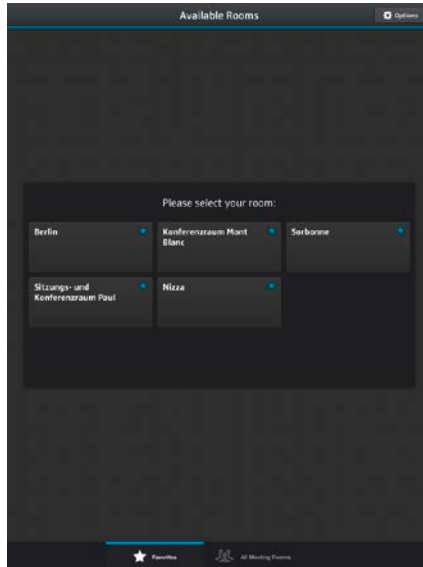 Available Rooms
Options
Please select your room:
Berlin
Konferenzraum Mont
Blanc
Sorbonne
Sitzungs- und
Konferenzraum Paul
Nizza
Favorites
All Meeting Rooms